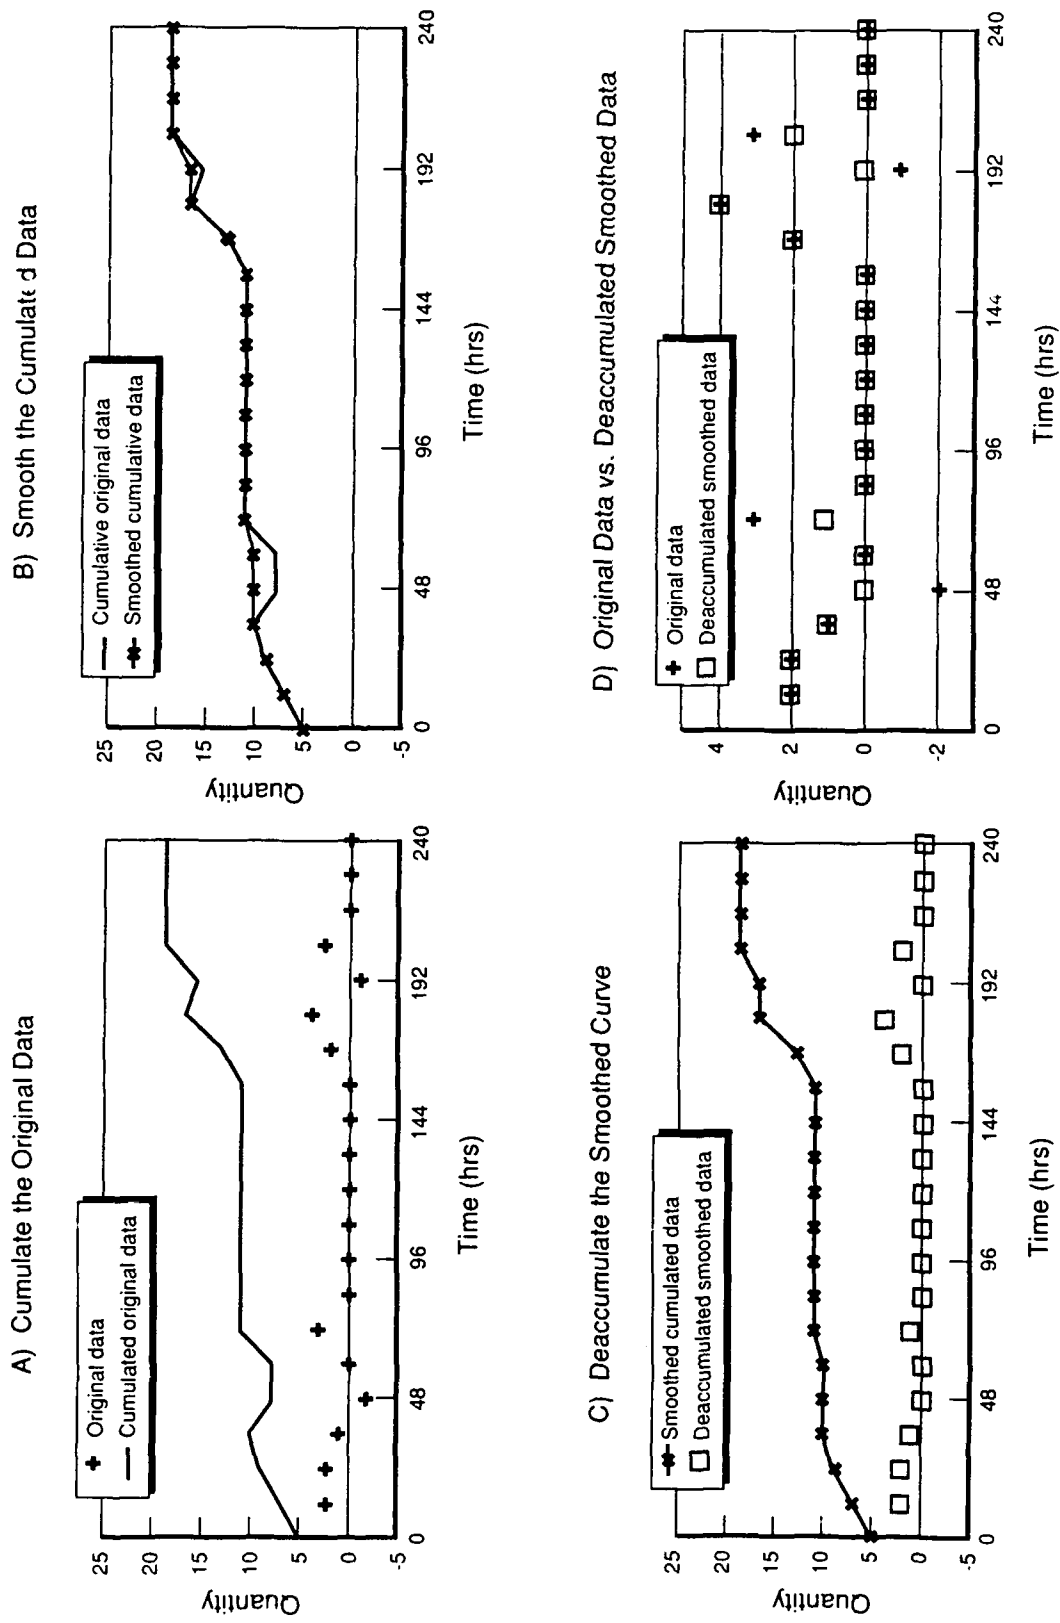 A) Cumulate the Original Data
Original data
Cumulated original data
Quantity
25
20
15
10
5
0
-5
0
48
96
144
192
240
Time (hrs)
B) Smooth the Cumulated Data
Cumulative original data
Smoothed cumulative data
Quantity
25
20
15
10
5
0
-5
0
48
96
144
192
240
Time (hrs)
C) Deaccumulate the Smoothed Curve
Smoothed cumulated data
Deaccumulated smoothed data
Quantity
25
20
15
10
5
0
-5
0
48
96
144
192
240
Time (hrs)
D) Original Data vs. Deaccumulated Smoothed Data
Original data
Deaccumulated smoothed data
Quantity
4
2
0
-2
0
48
96
144
192
240
Time (hrs)